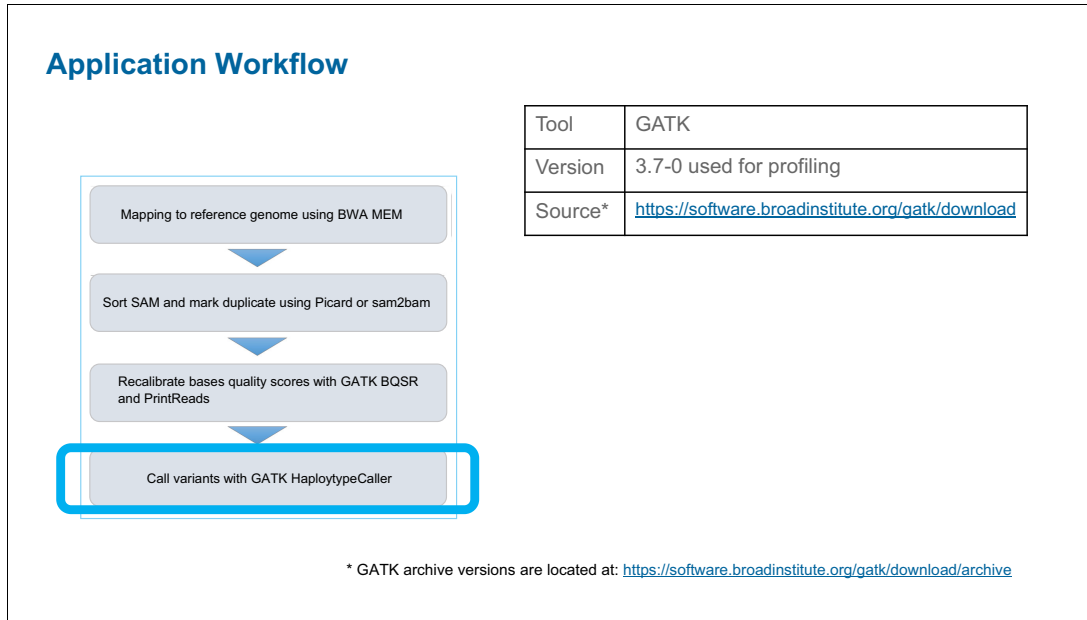 Application Workflow
Tool GATK
Version 3.7-0 used for profiling
Source* https://software.broadinstitute.org/gatk/download
Mapping to reference genome using BWA MEM
Sort SAM and mark duplicate using Picard or sam2bam
Recalibrate bases quality scores with GATK BQSR
and PrintReads
Call variants with GATK HaploytypeCaller
* GATK archive versions are located at: https://software.broadinstitute.org/gatk/download/archive